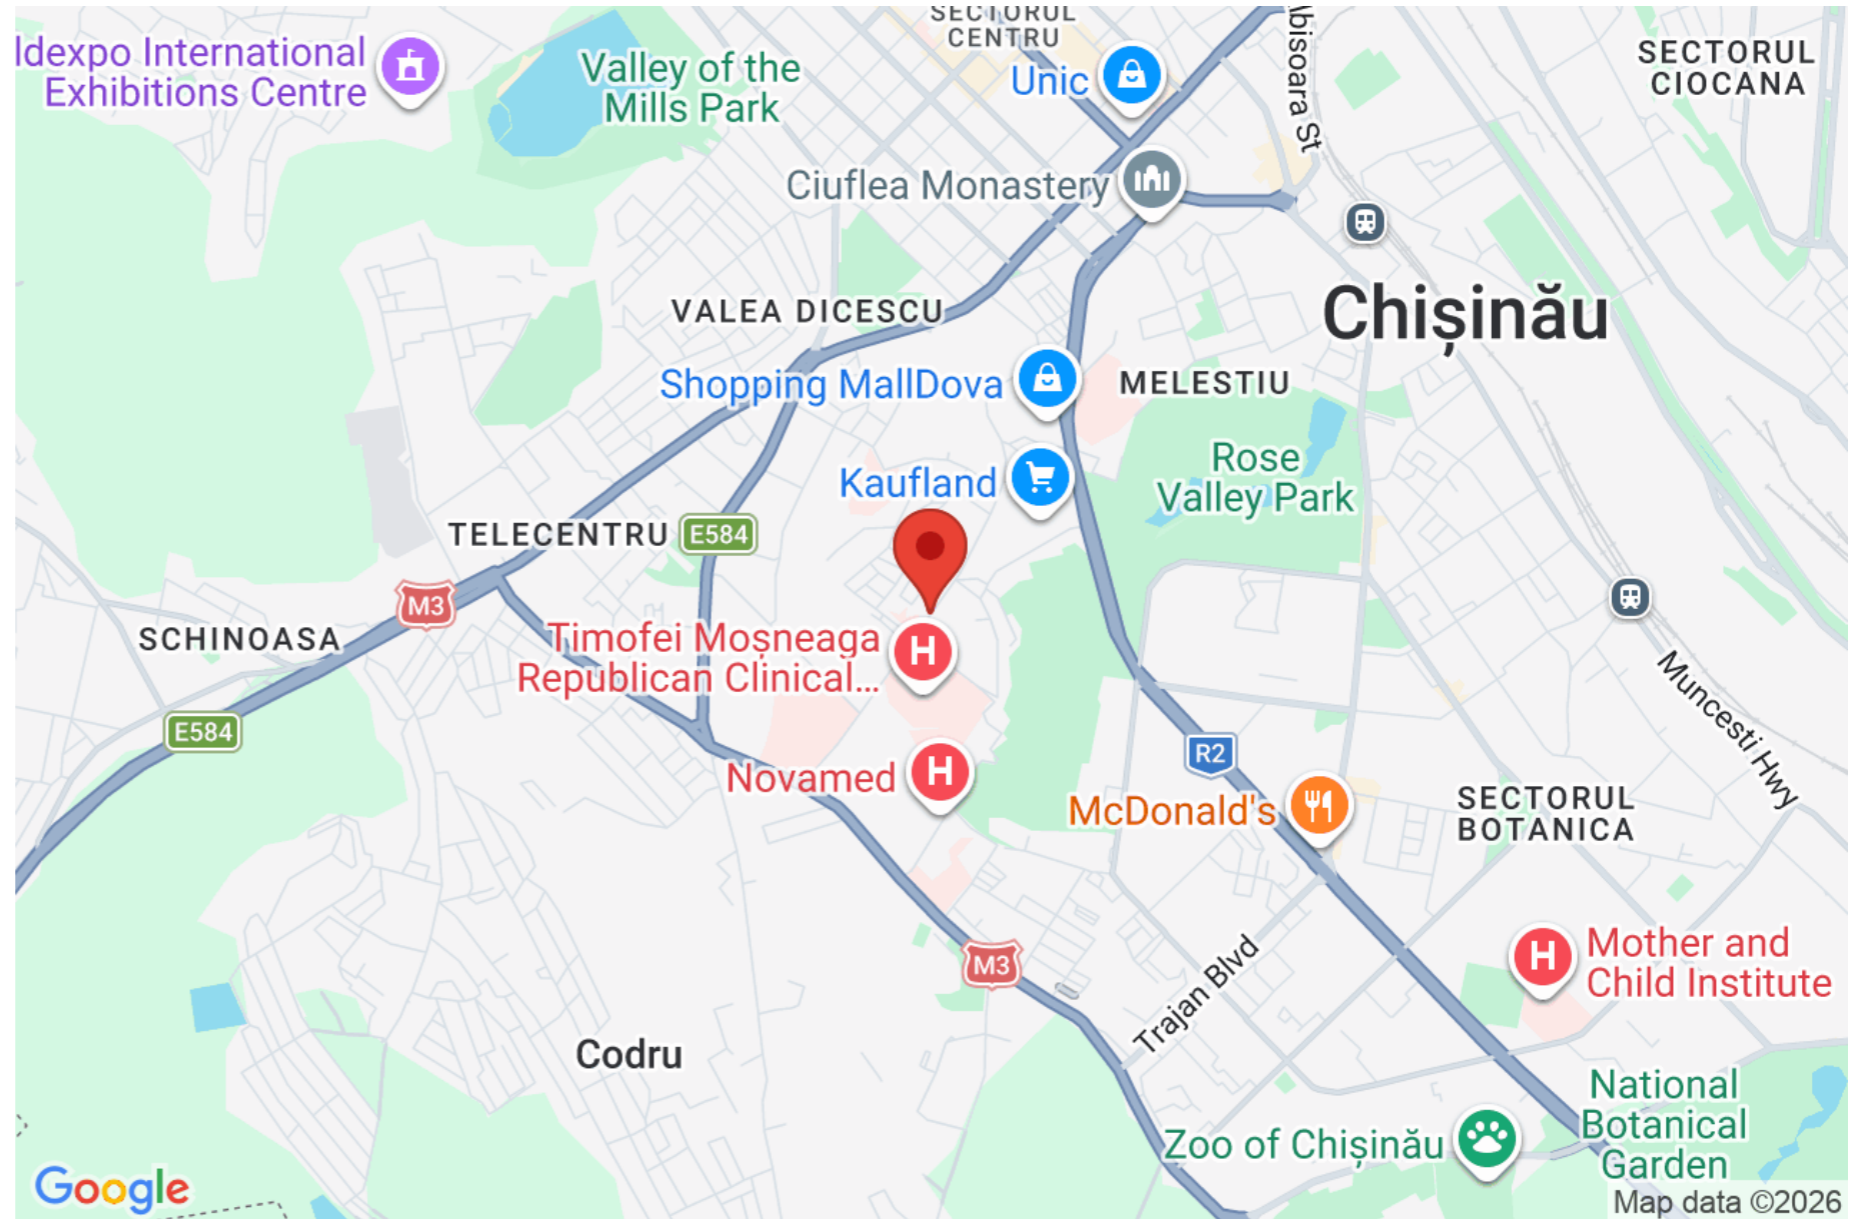 SECTORUL
CENTRU
ldexpo International
Exhibitions Centre
Valley of the
Mills Park
Unic
Abisoara St
SECTORUL
CIOCANA
Ciuflea Monastery
VALEA DICESCU
Chișinău
Shopping MallDova
MELESTIU
Kaufland
Rose
Valley Park
TELECENTRU
E584
M3
SCHINOASA
Timofei Moșneaga
Republican Clinical...
E584
Muncesti Hwy
R2
Novamed
McDonald's
SECTORUL
BOTANICA
M3
Trajan Blvd
Mother and
Child Institute
Codru
National
Botanical
Garden
Zoo of Chișinău
Google
Map data ©2026